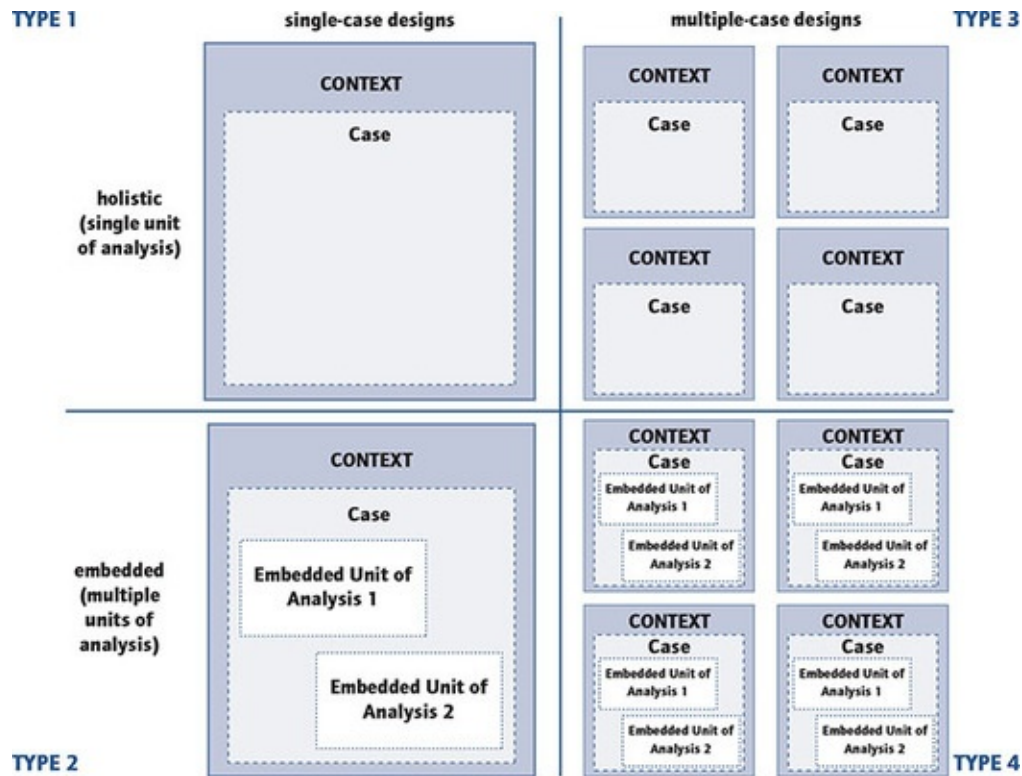 TYPE 1
single-case designs
multiple-case designs
TYPE 3
CONTEXT
Case
holistic
(single unit
of analysis)
CONTEXT
Case
CONTEXT
Case
CONTEXT
Case
CONTEXT
Case
embedded
(multiple
units of
analysis)
CONTEXT
Case
Embedded Unit of
Analysis 1
Embedded Unit of
Analysis 2
CONTEXT
Case
Embedded Unit of
Analysis 1
Embedded Unit of
Analysis 2
CONTEXT
Case
Embedded Unit of
Analysis 1
Embedded Unit of
Analysis 2
CONTEXT
Case
Embedded Unit of
Analysis 1
Embedded Unit of
Analysis 2
CONTEXT
Case
Embedded Unit of
Analysis 1
Embedded Unit of
Analysis 2
TYPE 2
TYPE 4